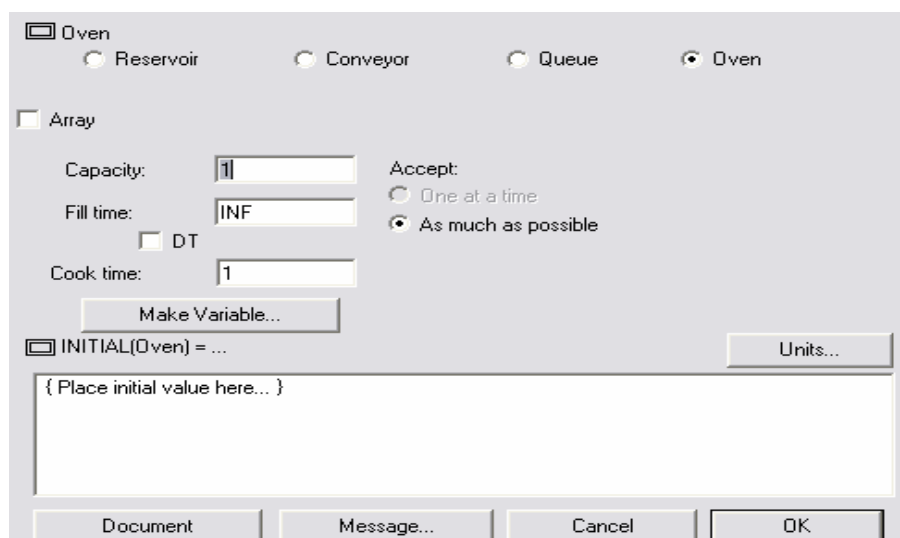 Oven
Reservoir Conveyor Queue Oven
Array
Capacity: 1 Accept:
One at a time
Fill time: INF
As much as possible
DT
Cook time: 1
Make Variable...
INITIAL(Oven) = ...
Units...
{ Place initial value here... }
Document Message... Cancel OK